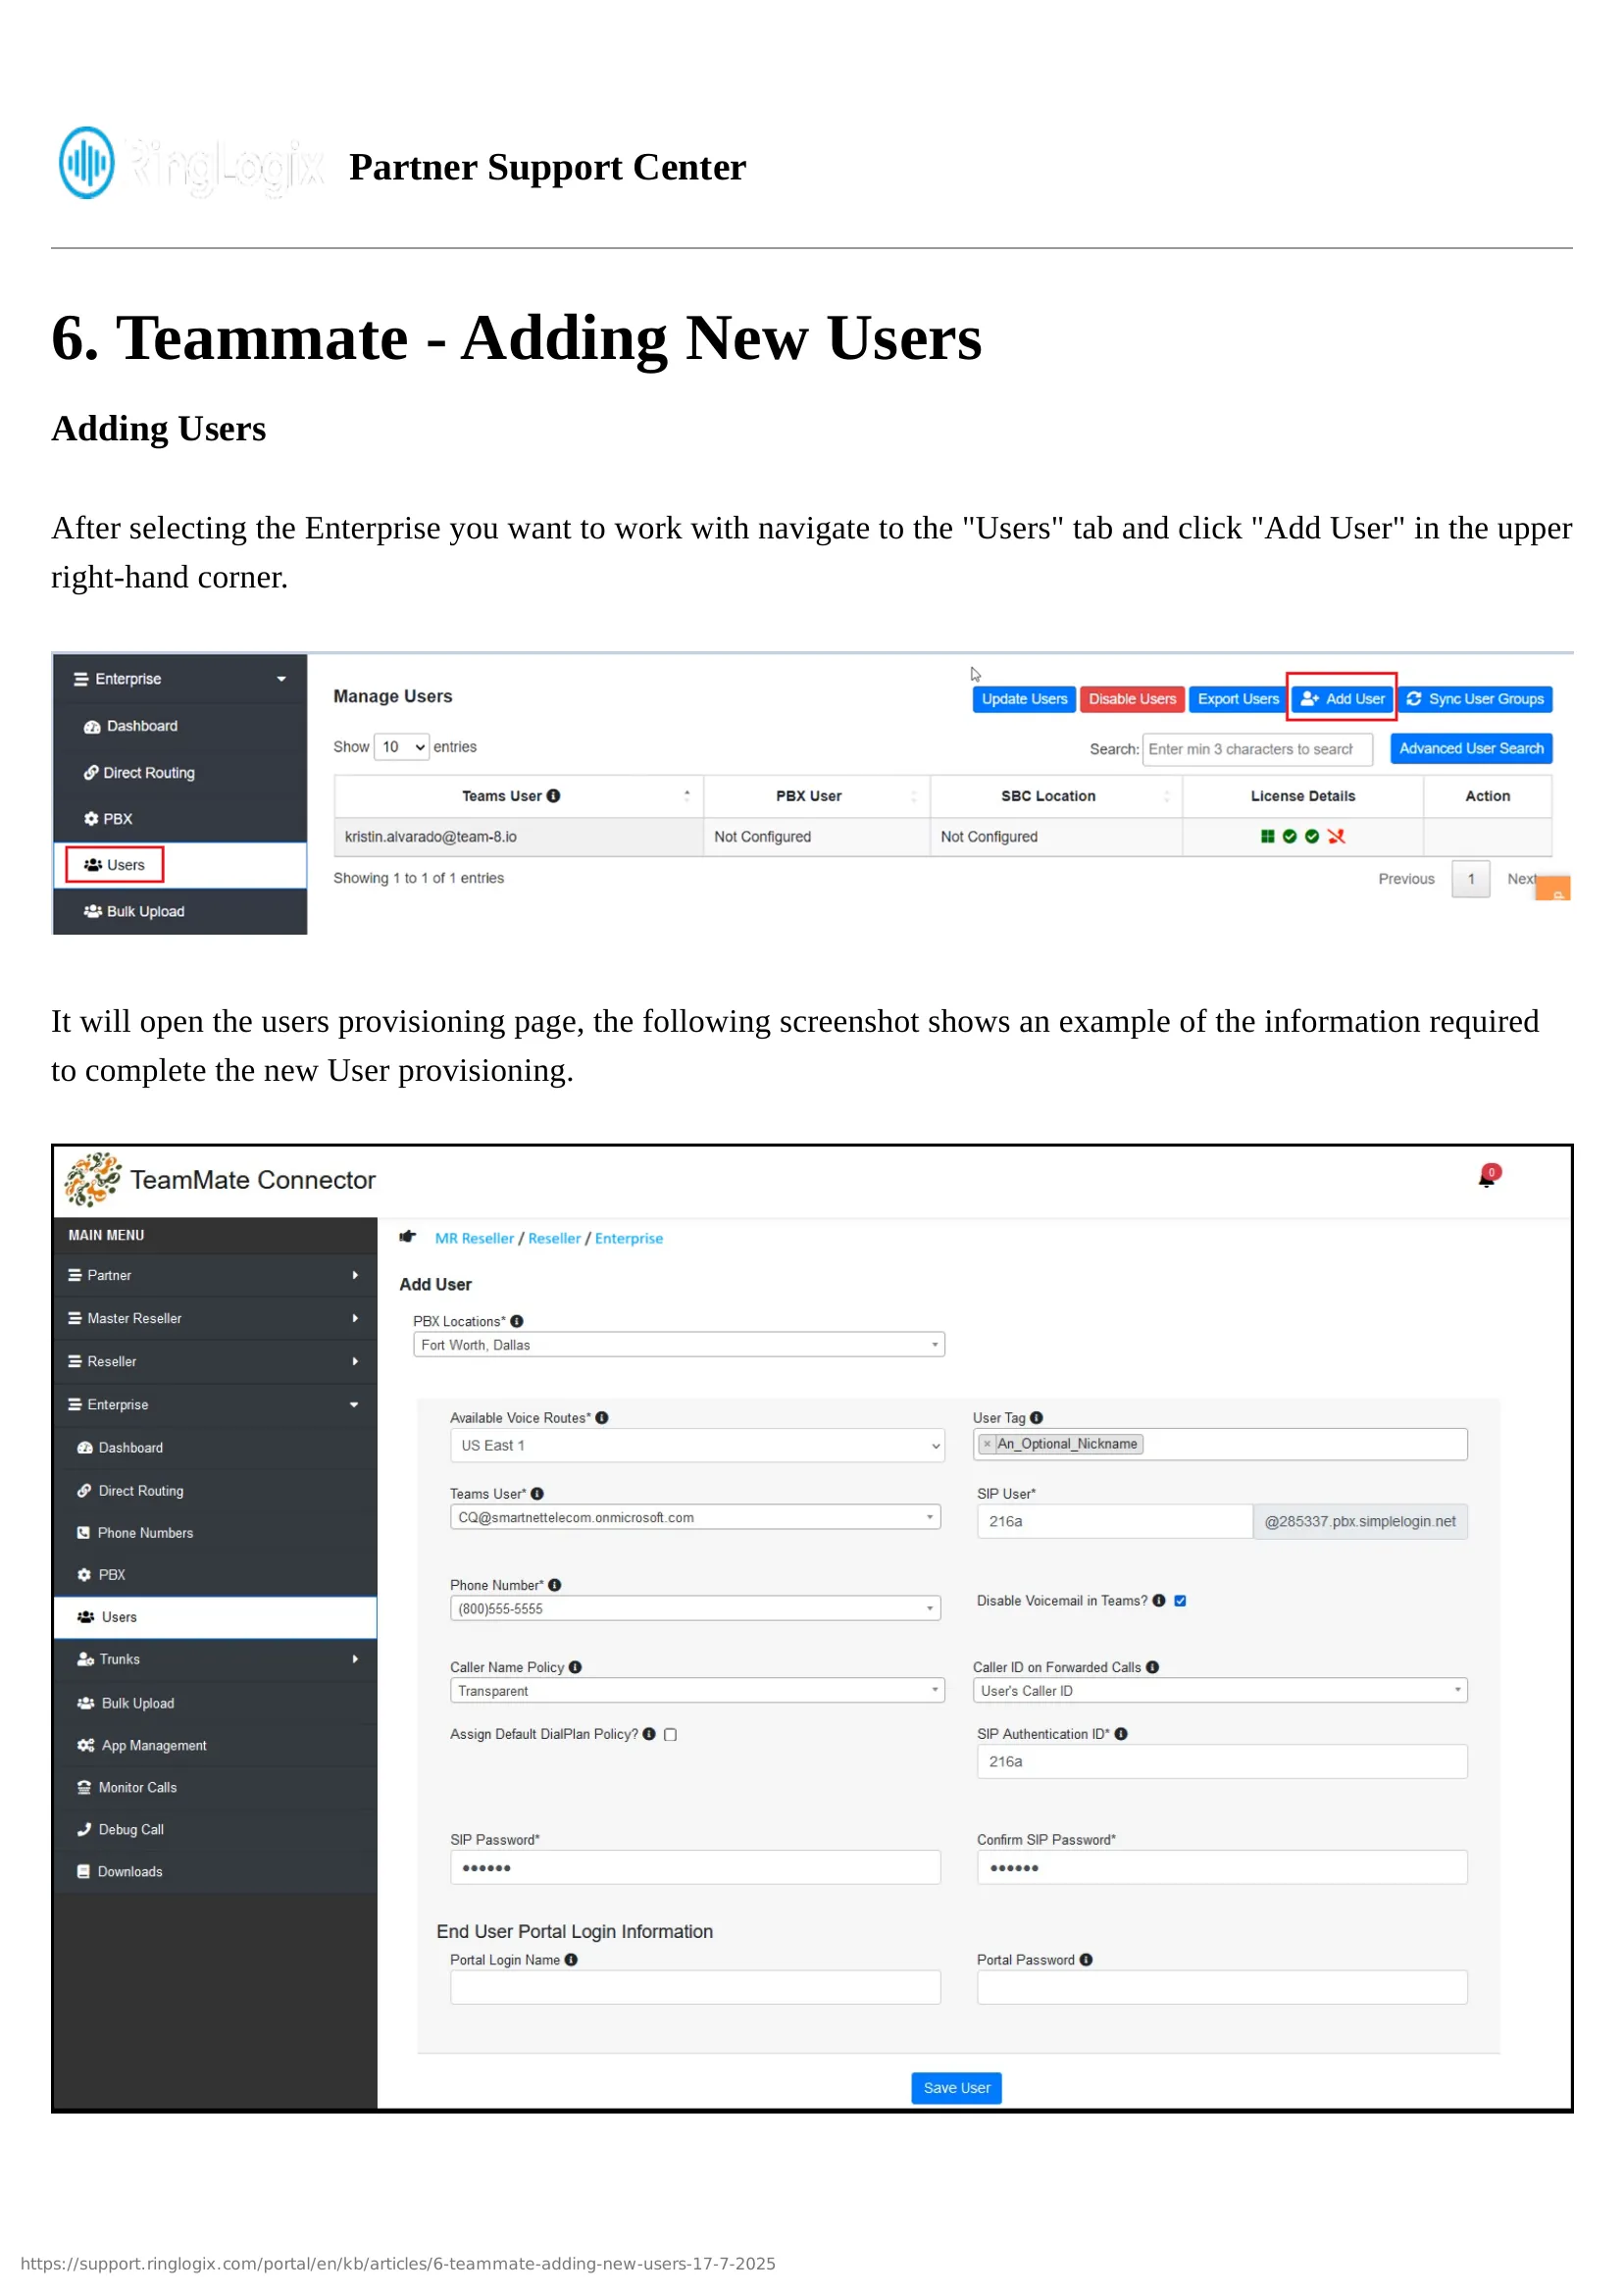 RingLogix Partner Support Center
6. Teammate - Adding New Users
Adding Users
After selecting the Enterprise you want to work with navigate to the "Users" tab and click "Add User" in the upper
right-hand corner.
Enterprise
Dashboard
Direct Routing
PBX
Users
Bulk Upload
Manage Users
Update Users Disable Users Export Users Add User Sync User Groups
Show 10 entries
Search: Enter min 3 characters to search Advanced User Search
Teams User PBX User SBC Location License Details Action
kristin.alvarado@team-8.io Not Configured Not Configured
Showing 1 to 1 of 1 entries
Previous 1 Next
It will open the users provisioning page, the following screenshot shows an example of the information required
to complete the new User provisioning.
TeamMate Connector
0
MAIN MENU
Partner
Master Reseller
Reseller
Enterprise
Dashboard
Direct Routing
Phone Numbers
PBX
Users
Trunks
Bulk Upload
App Management
Monitor Calls
Debug Call
Downloads
MR Reseller / Reseller / Enterprise
Add User
PBX Locations*
Fort Worth, Dallas
Available Voice Routes* User Tag
US East 1 × An_Optional_Nickname
Teams User* SIP User*
CQ@smartnettelecom.onmicrosoft.com 216a @285337.pbx.simplelogin.net
Phone Number*
(800)555-5555 Disable Voicemail in Teams?
Caller Name Policy Caller ID on Forwarded Calls
Transparent User's Caller ID
Assign Default DialPlan Policy? SIP Authentication ID*
216a
SIP Password* Confirm SIP Password*
•••••• ••••••
End User Portal Login Information
Portal Login Name Portal Password
Save User
https://support.ringlogix.com/portal/en/kb/articles/6-teammate-adding-new-users-17-7-2025